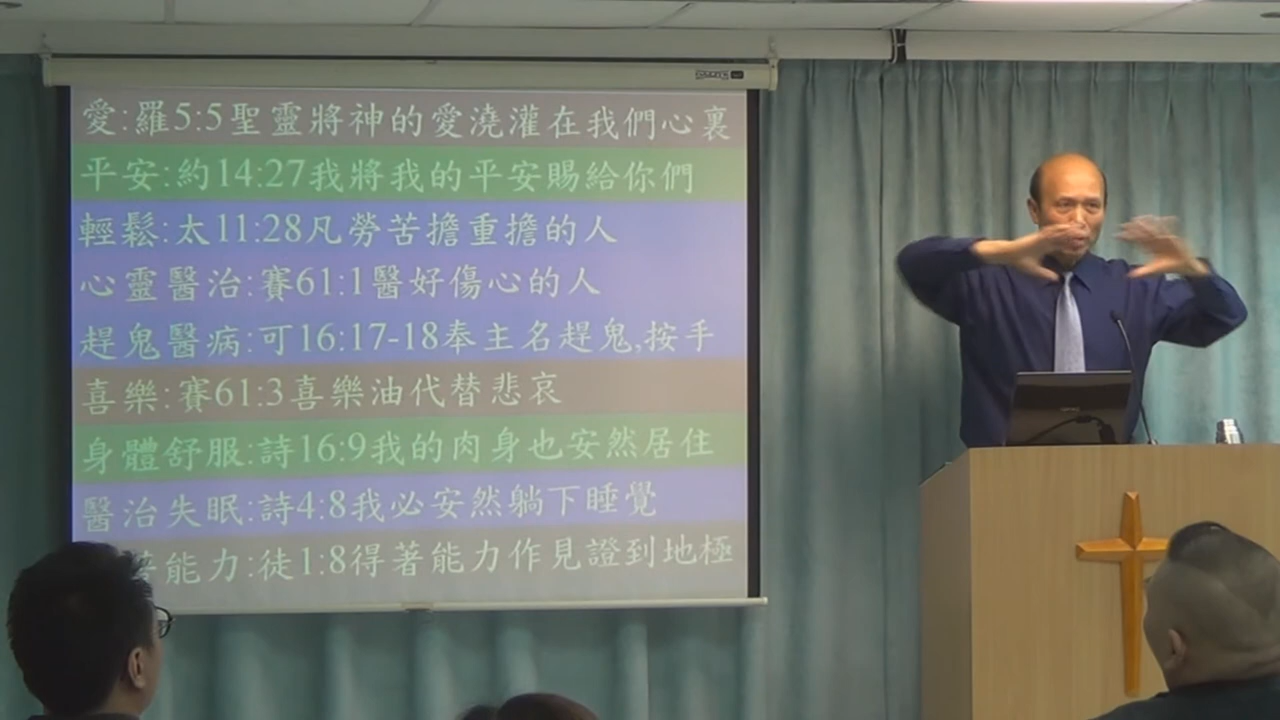 愛:羅5:5聖靈將神的愛澆灌在我們心裏
平安:約14:27我將我的平安賜給你們
輕鬆:太11:28凡勞苦擔重擔的人
心靈醫治:賽61:1醫好傷心的人
趕鬼醫病:可16:17-18奉主名趕鬼,按手
喜樂:賽61:3喜樂油代替悲哀
身體舒服:詩16:9我的肉身也安然居住
醫治失眠:詩4:8我必安然躺下睡覺
著能力:徒1:8得著能力作見證到地極